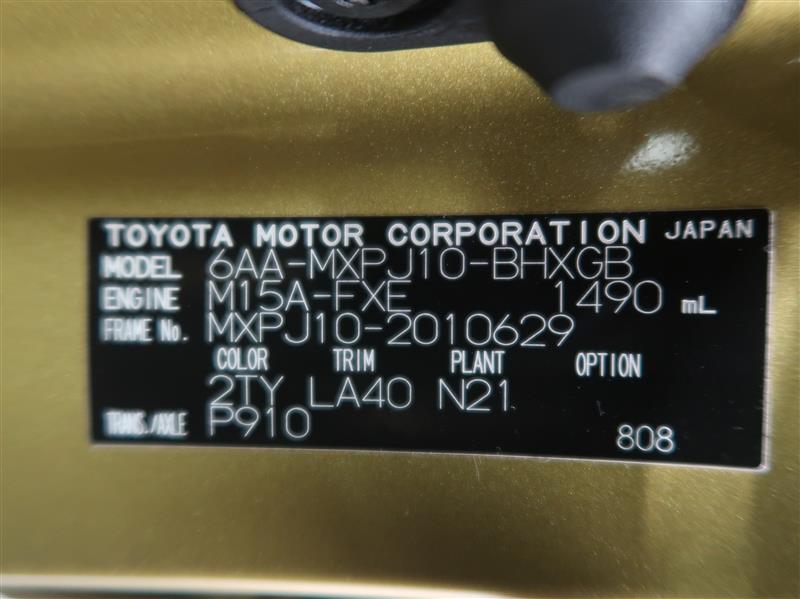 TOYOTA MOTOR CORPORATION JAPAN
MODEL 6AA-MXPJ10-BHXGB
ENGINE M15A-FXE 1490 mL
FRAME No. MXPJ10-2010629
COLOR TRIM PLANT OPTION
2TY LA40 N21
TRANS./AXLE P910
808